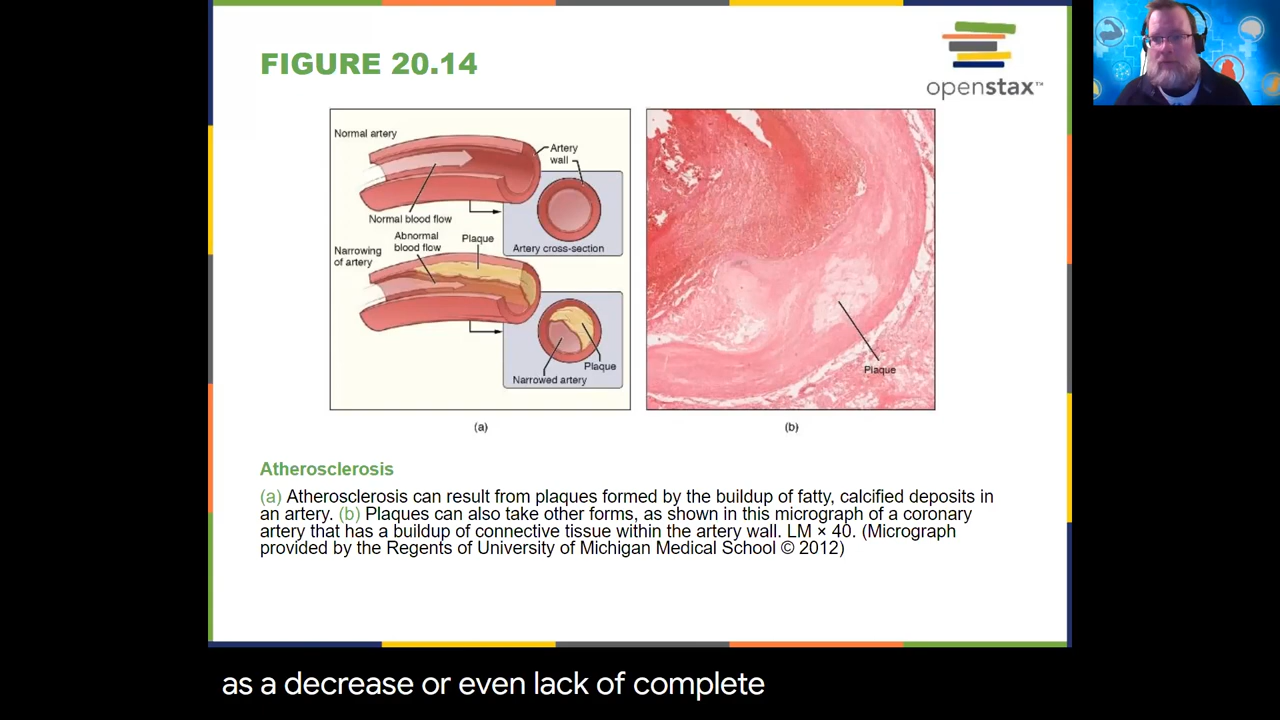 FIGURE 20.14
openstax™
Normal artery
Artery
wall
Normal blood flow
Artery cross-section
Abnormal
blood flow
Plaque
Narrowing
of artery
Plaque
Narrowed artery
(a)
Plaque
(b)
Atherosclerosis
(a) Atherosclerosis can result from plaques formed by the buildup of fatty, calcified deposits in
an artery. (b) Plaques can also take other forms, as shown in this micrograph of a coronary
artery that has a buildup of connective tissue within the artery wall. LM × 40. (Micrograph
provided by the Regents of University of Michigan Medical School © 2012)
as a decrease or even lack of complete